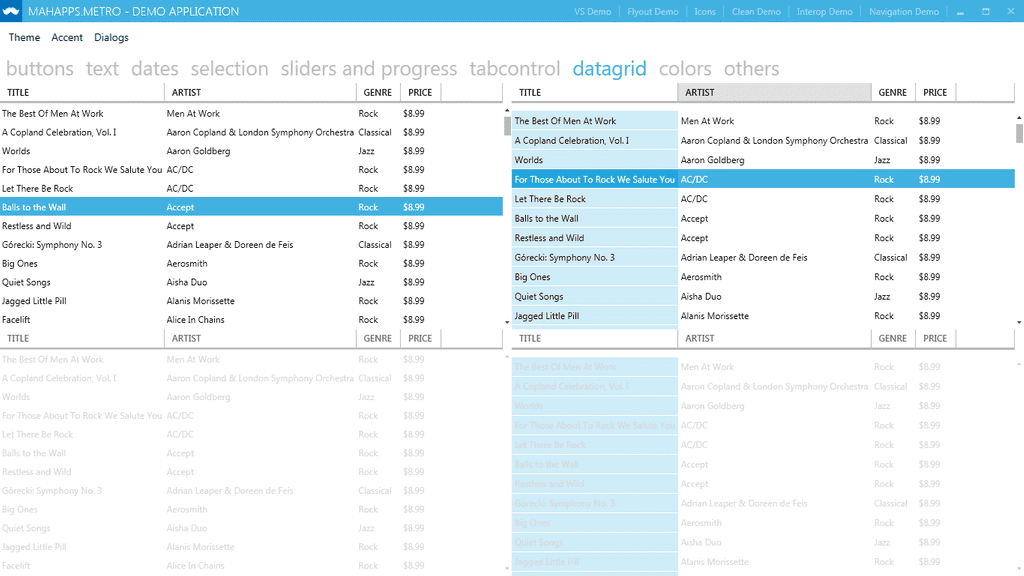 MAHAPPS.METRO - DEMO APPLICATION VS Demo Flyout Demo Icons Clean Demo Interop Demo Navigation Demo
Theme Accent Dialogs
buttons text dates selection sliders and progress tabcontrol datagrid colors others
TITLE ARTIST GENRE PRICE
The Best Of Men At Work Men At Work Rock $8.99
A Copland Celebration, Vol. I Aaron Copland & London Symphony Orchestra Classical $8.99
Worlds Aaron Goldberg Jazz $8.99
For Those About To Rock We Salute You AC/DC Rock $8.99
Let There Be Rock AC/DC Rock $8.99
Balls to the Wall Accept Rock $8.99
Restless and Wild Accept Rock $8.99
Górecki: Symphony No. 3 Adrian Leaper & Doreen de Feis Classical $8.99
Big Ones Aerosmith Rock $8.99
Quiet Songs Aisha Duo Jazz $8.99
Jagged Little Pill Alanis Morissette Rock $8.99
Facelift Alice In Chains Rock $8.99
TITLE ARTIST GENRE PRICE
The Best Of Men At Work Men At Work Rock $8.99
A Copland Celebration, Vol. I Aaron Copland & London Symphony Orchestra Classical $8.99
Worlds Aaron Goldberg Jazz $8.99
For Those About To Rock We Salute You AC/DC Rock $8.99
Let There Be Rock AC/DC Rock $8.99
Balls to the Wall Accept Rock $8.99
Restless and Wild Accept Rock $8.99
Górecki: Symphony No. 3 Adrian Leaper & Doreen de Feis Classical $8.99
Big Ones Aerosmith Rock $8.99
Quiet Songs Aisha Duo Jazz $8.99
Jagged Little Pill Alanis Morissette Rock $8.99
TITLE ARTIST GENRE PRICE
The Best Of Men At Work Men At Work Rock $8.99
A Copland Celebration, Vol. I Aaron Copland & London Symphony Orchestra Classical $8.99
Worlds Aaron Goldberg Jazz $8.99
For Those About To Rock We Salute You AC/DC Rock $8.99
Let There Be Rock AC/DC Rock $8.99
Balls to the Wall Accept Rock $8.99
Restless and Wild Accept Rock $8.99
Górecki: Symphony No. 3 Adrian Leaper & Doreen de Feis Classical $8.99
Big Ones Aerosmith Rock $8.99
Quiet Songs Aisha Duo Jazz $8.99
Jagged Little Pill Alanis Morissette Rock $8.99
Facelift Alice In Chains Rock $8.99
TITLE ARTIST GENRE PRICE
The Best Of Men At Work Men At Work Rock $8.99
A Copland Celebration, Vol. I Aaron Copland & London Symphony Orchestra Classical $8.99
Worlds Aaron Goldberg Jazz $8.99
For Those About To Rock We Salute You AC/DC Rock $8.99
Let There Be Rock AC/DC Rock $8.99
Balls to the Wall Accept Rock $8.99
Restless and Wild Accept Rock $8.99
Górecki: Symphony No. 3 Adrian Leaper & Doreen de Feis Classical $8.99
Big Ones Aerosmith Rock $8.99
Quiet Songs Aisha Duo Jazz $8.99
Jagged Little Pill Alanis Morissette Rock $8.99